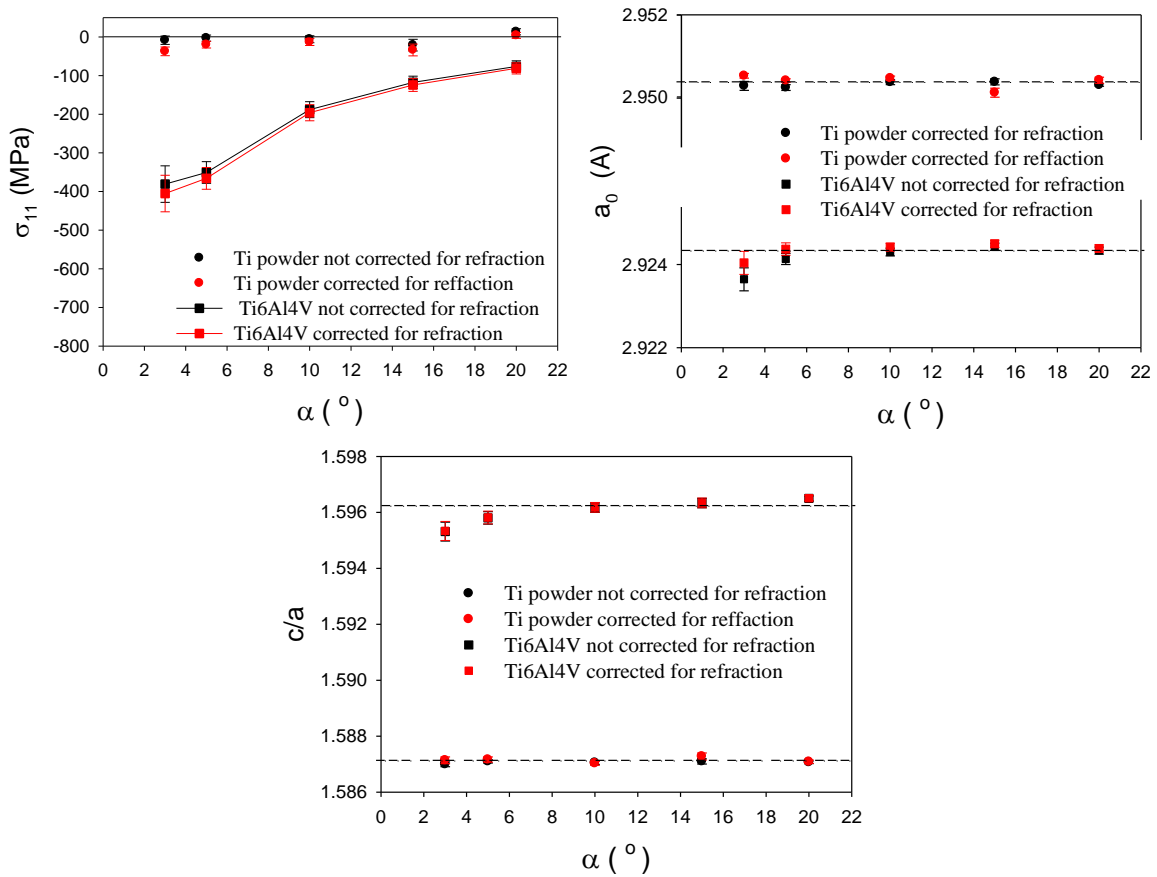 0
-100
-200
-300
-400
-500
-600
-700
-800
σ11 (MPa)
Ti powder not corrected for refraction
Ti powder corrected for reffaction
Ti6Al4V not corrected for refraction
Ti6Al4V corrected for refraction
0 2 4 6 8 10 12 14 16 18 20 22
α ( o )
2.952
2.950
2.924
2.922
a0 (A)
Ti powder corrected for refraction
Ti powder corrected for reffaction
Ti6Al4V not corrected for refraction
Ti6Al4V corrected for refraction
0 2 4 6 8 10 12 14 16 18 20 22
α ( o )
1.598
1.596
1.594
1.592
1.590
1.588
1.586
c/a
Ti powder not corrected for refraction
Ti powder corrected for reffaction
Ti6Al4V not corrected for refraction
Ti6Al4V corrected for refraction
0 2 4 6 8 10 12 14 16 18 20 22
α ( o )